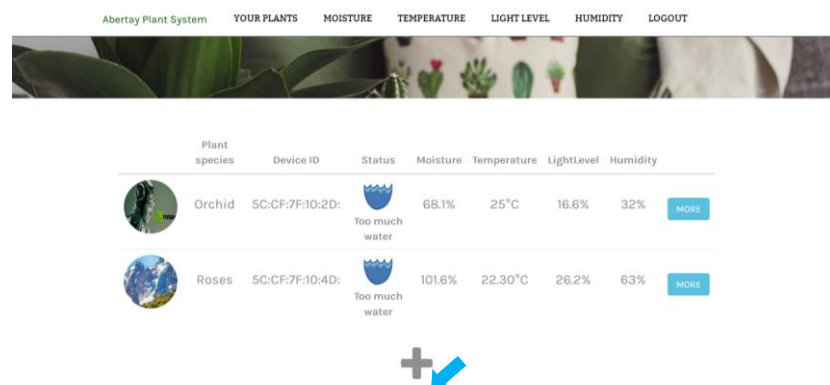 Abertay Plant System YOUR PLANTS MOISTURE TEMPERATURE LIGHT LEVEL HUMIDITY LOGOUT
Plant
species Device ID Status Moisture Temperature LightLevel Humidity
Orchid 5C:CF:7F:10:2D: 68.1% 25°C 16.6% 32% MORE
Too much
water
Roses 5C:CF:7F:10:4D: 101.6% 22.30°C 26.2% 63% MORE
Too much
water